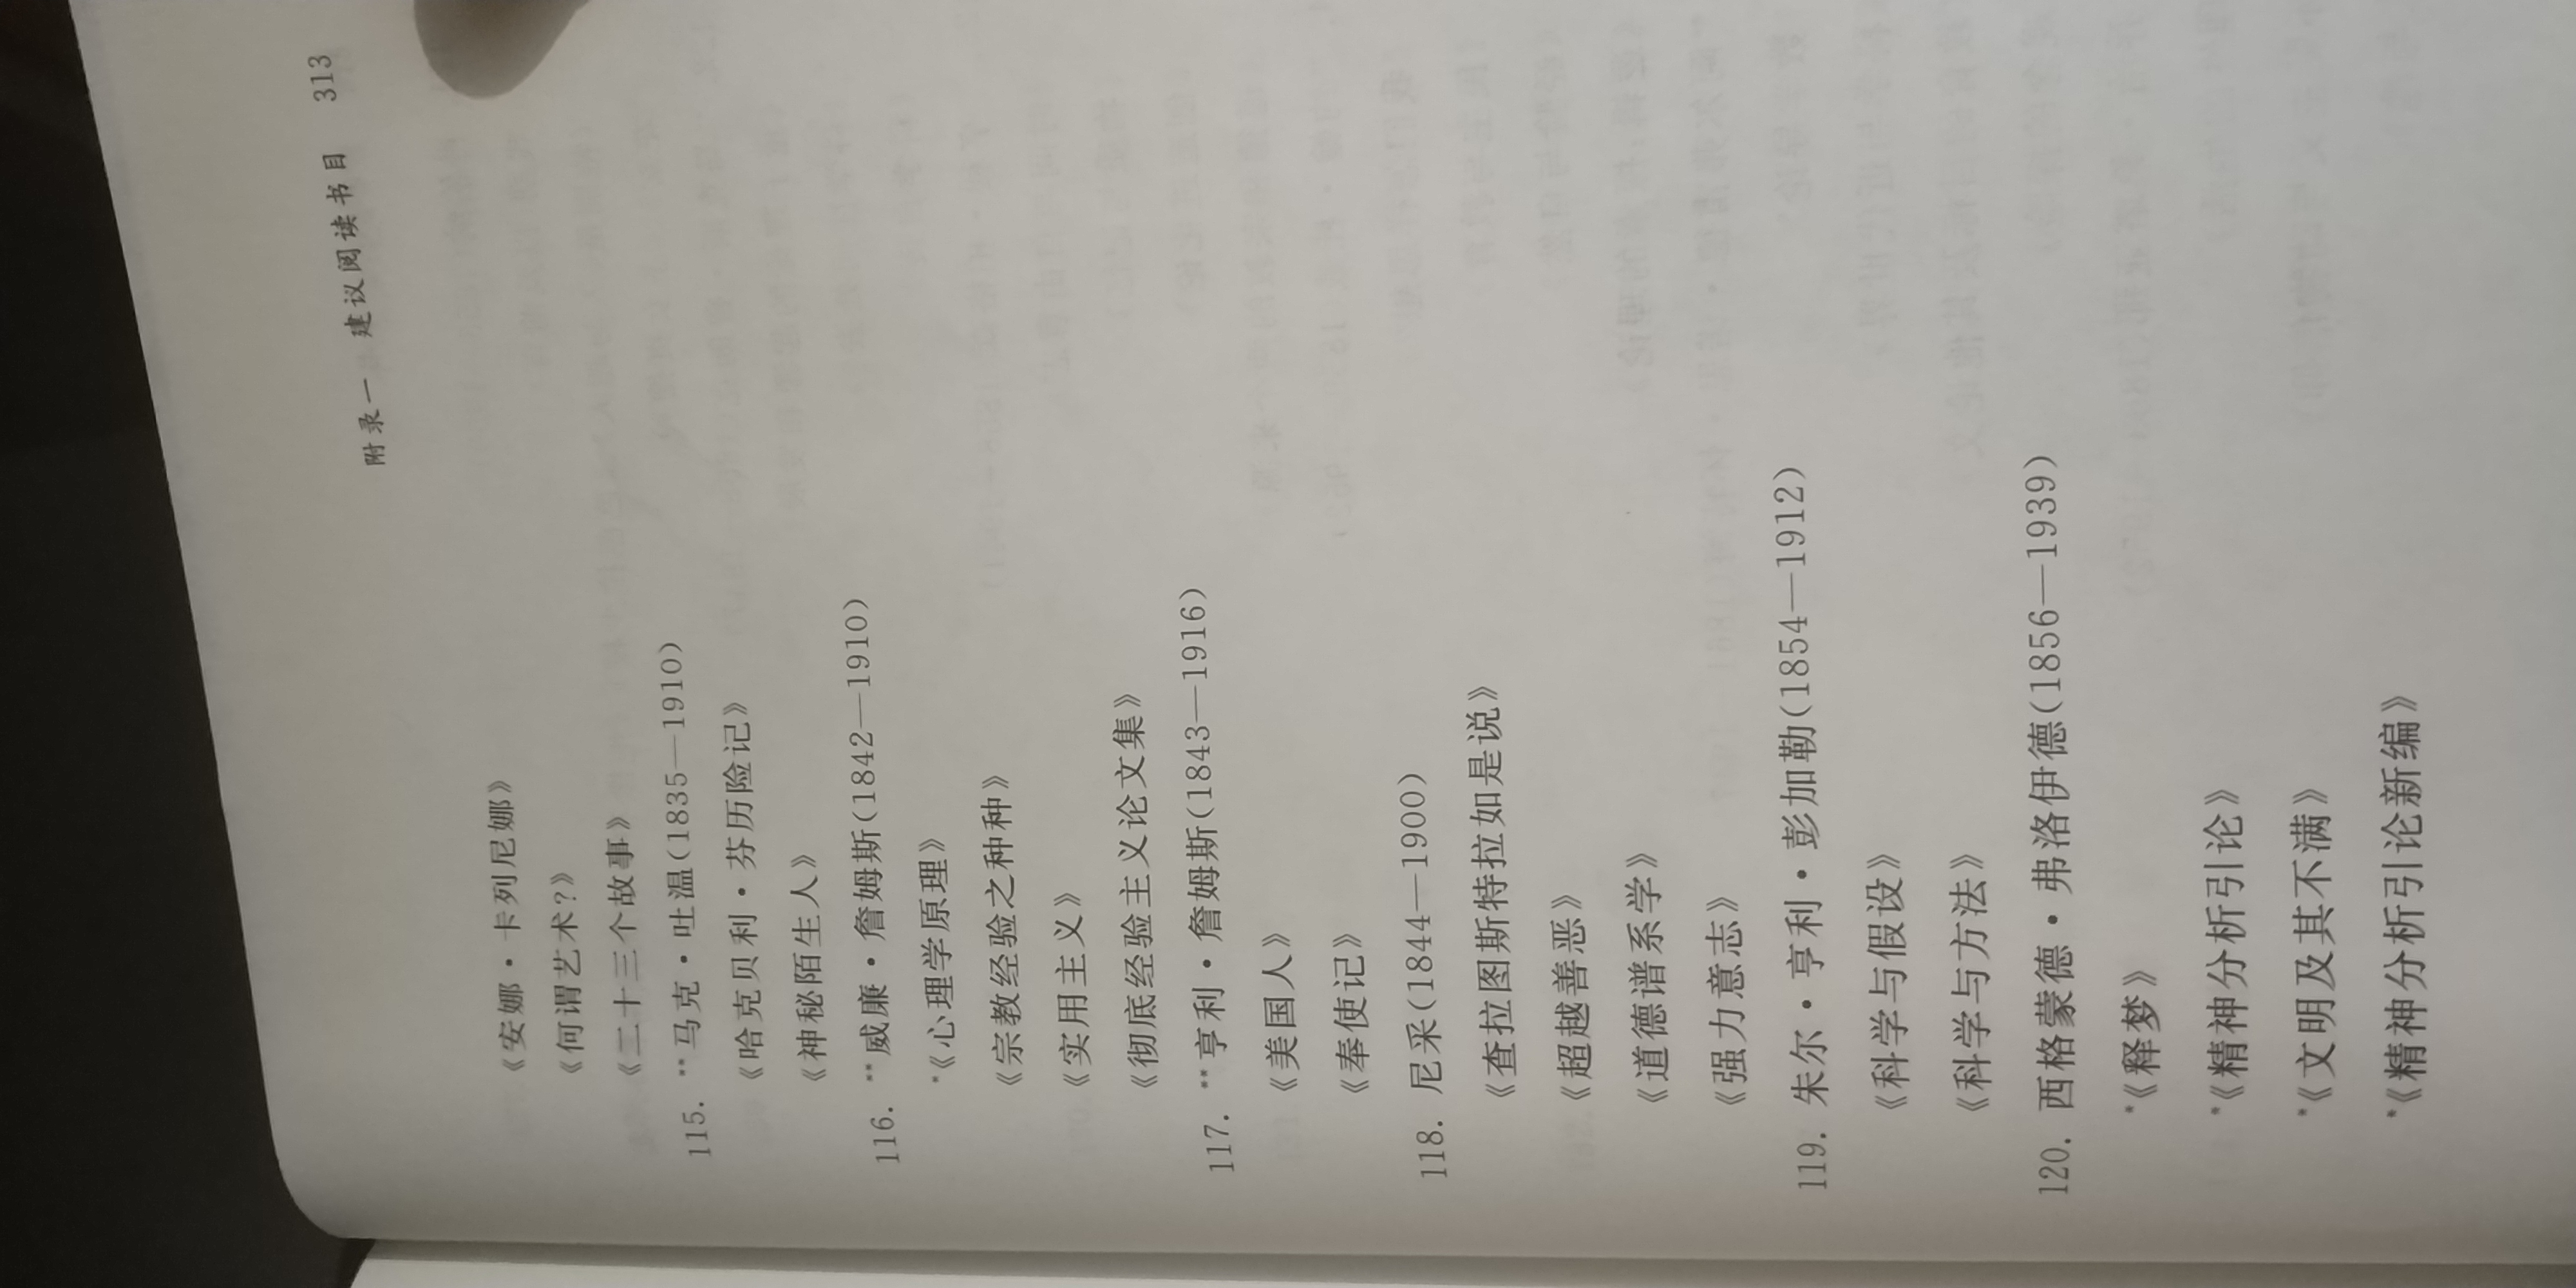 附录一 建议阅读书目 313
《安娜·卡列尼娜》
《何谓艺术?》
《二十三个故事》
115. **马克·吐温(1835—1910)
《哈克贝利·芬历险记》
《神秘陌生人》
116. **威廉·詹姆斯(1842—1910)
*《心理学原理》
《宗教经验之种种》
《实用主义》
《彻底经验主义论文集》
117. **亨利·詹姆斯(1843—1916)
《美国人》
《奉使记》
118. 尼采(1844—1900)
《查拉图斯特拉如是说》
《超越善恶》
《道德谱系学》
《强力意志》
119. 朱尔·亨利·彭加勒(1854—1912)
《科学与假设》
《科学与方法》
120. 西格蒙德·弗洛伊德(1856—1939)
*《释梦》
*《精神分析引论》
*《文明及其不满》
*《精神分析引论新编》